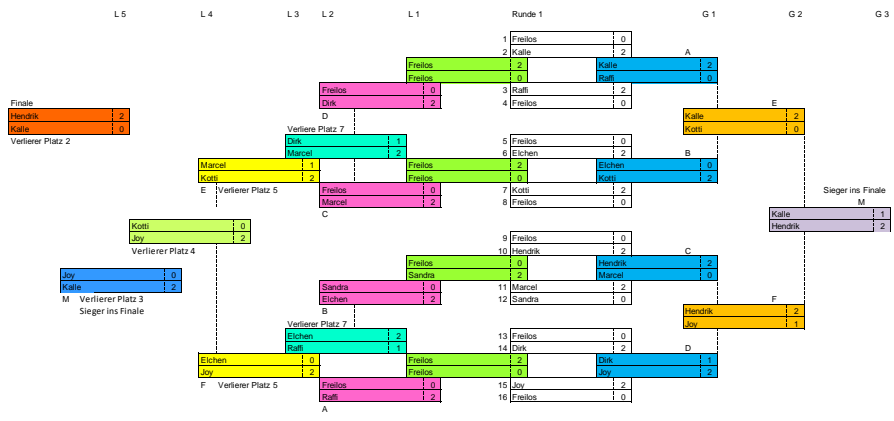 L 5 L 4 L 3 L 2 L 1 Runde 1 G 1 G 2 G 3
1 Freilos 0
2 Kalle 2 A
Freilos 2 Kalle 2
Freilos 0 Raffi 0
Freilos 0 3 Raffi 2
Finale Dirk 2 4 Freilos 0 E
Hendrik 2 D Kalle 2
Kalle 0 Verliere Platz 7 Kotti 0
Verlierer Platz 2 Dirk 1 5 Freilos 0
Marcel 2 6 Elchen 2 B
Marcel 1 Freilos 2 Elchen 0
Kotti 2 Freilos 0 Kotti 2
E Verlierer Platz 5 Freilos 0 7 Kotti 2 Sieger ins Finale
Marcel 2 8 Freilos 0 M
C Kalle 1
Kotti 0 Hendrik 2
Joy 2 9 Freilos 0
Verlierer Platz 4 10 Hendrik 2 C
Freilos 0 Hendrik 2
Joy 0 Sandra 2 Marcel 0
Kalle 2 Sandra 0 11 Marcel 2
M Verlierer Platz 3 Elchen 2 12 Sandra 0 F
Sieger ins Finale B Hendrik 2
Verlierer Platz 7 Joy 1
Elchen 2 13 Freilos 0
Raffi 1 14 Dirk 2 D
Elchen 0 Freilos 2 Dirk 1
Joy 2 Freilos 0 Joy 2
F Verlierer Platz 5 Freilos 0 15 Joy 2
Raffi 2 16 Freilos 0
A